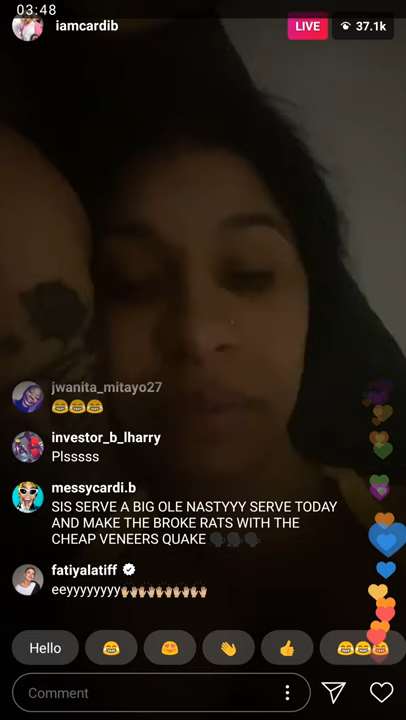 03:48
iamcardib
LIVE
37.1k
jwanita_mitayo27
😂😂😂
investor_b_lharry
Plsssss
messycardi.b
SIS SERVE A BIG OLE NASTYYY SERVE TODAY
AND MAKE THE BROKE RATS WITH THE
CHEAP VENEERS QUAKE 🗣🗣🗣
fatiyalatiff
eeyyyyyyyy🙌🏼🙌🏼🙌🏼🙌🏼🙌🏼🙌🏼🙌🏼🙌🏼
Hello 😂 😍 👏 👍 😂😂😂
Comment